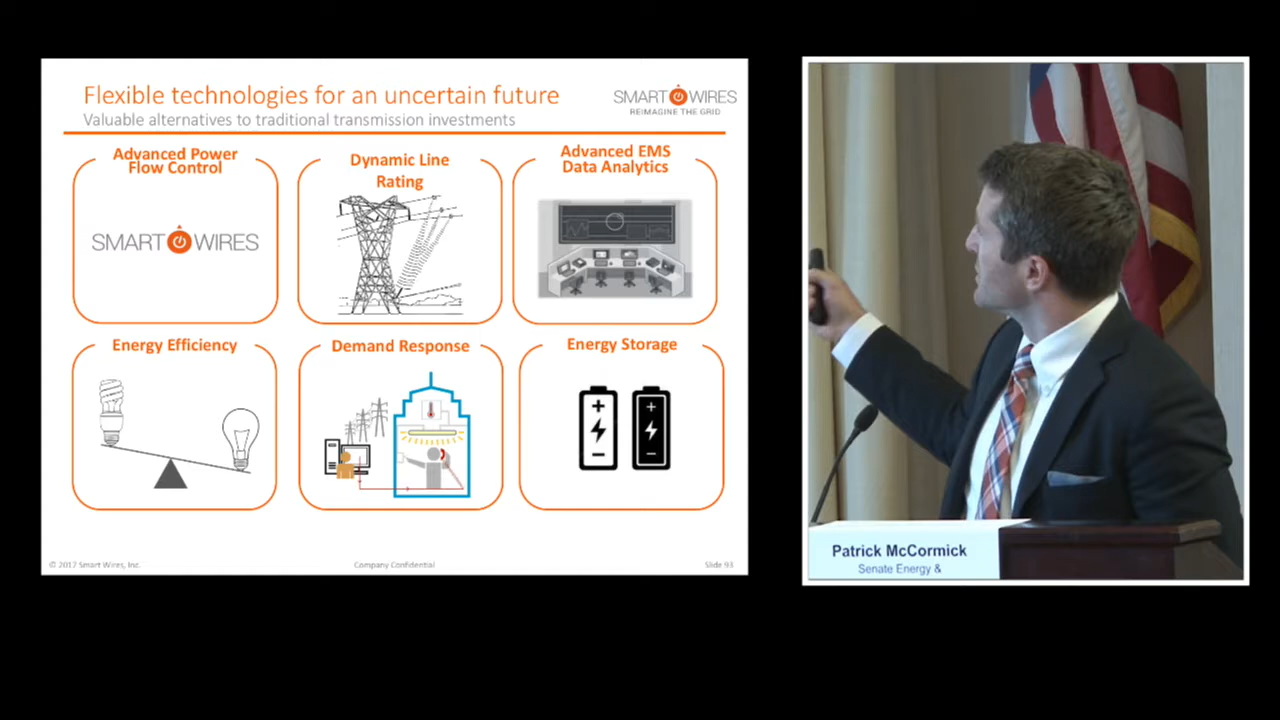 Flexible technologies for an uncertain future
Valuable alternatives to traditional transmission investments
SMART WIRES
REIMAGINE THE GRID
Advanced Power
Flow Control
SMART WIRES
Dynamic Line
Rating
Advanced EMS
Data Analytics
Energy Efficiency
Demand Response
Energy Storage
© 2017 Smart Wires, Inc.
Company Confidential
Slide 93
Patrick McCormick
Senate Energy &